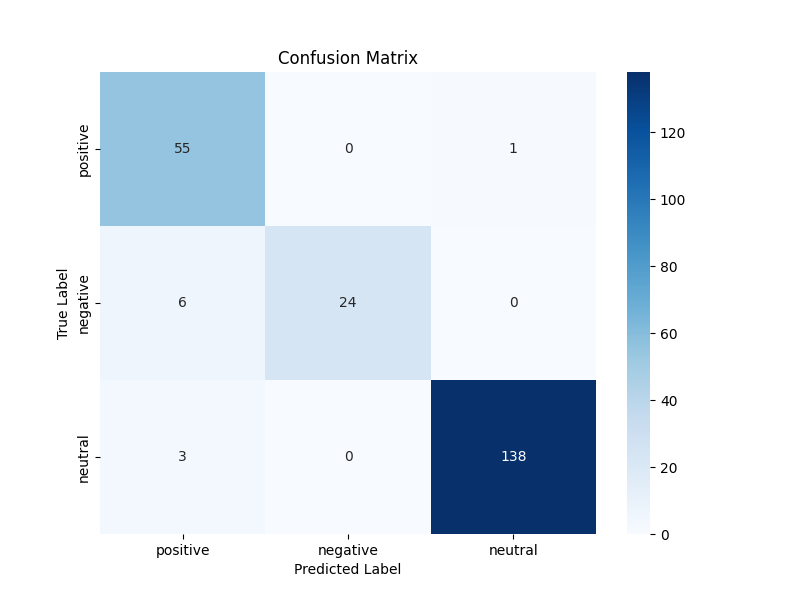 Confusion Matrix
True Label
positive
55
0
1
negative
6
24
0
neutral
3
0
138
positive
negative
neutral
Predicted Label
120
100
80
60
40
20
0